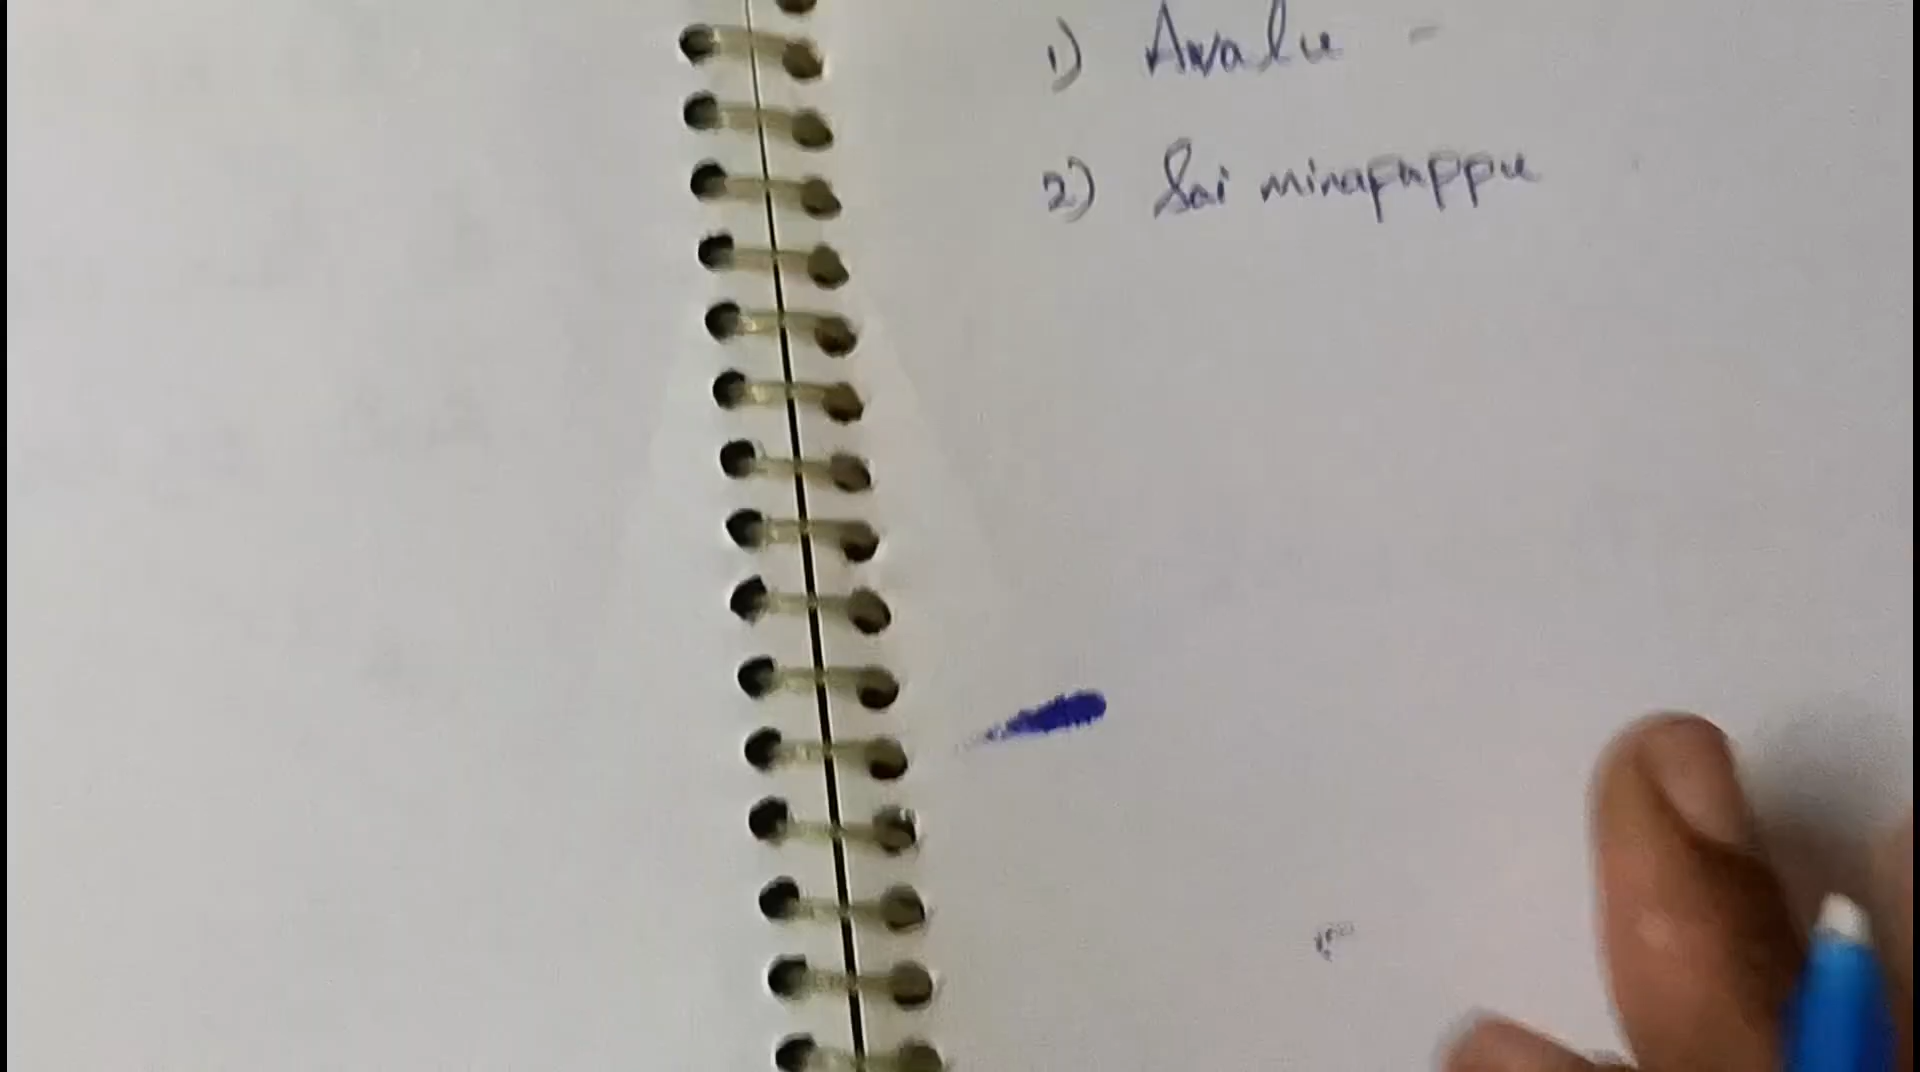 1) Avalu -
2) Sai minapappu